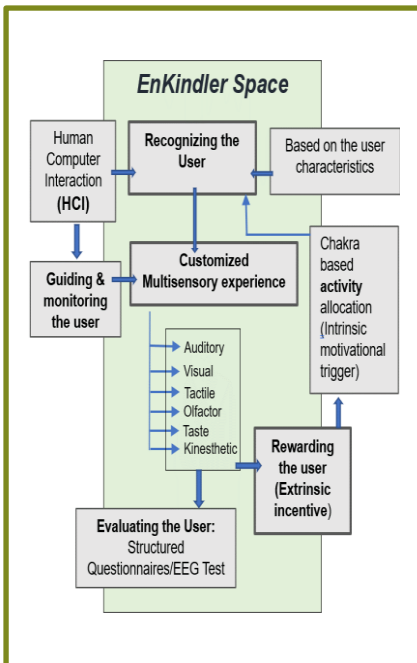 EnKindler Space
Human
Computer
Interaction
(HCI)
Recognizing the
User
Based on the user
characteristics
Guiding &
monitoring
the user
Customized
Multisensory experience
Chakra
based
activity
allocation
(Intrinsic
motivational
trigger)
Auditory
Visual
Tactile
Olfactor
Taste
Kinesthetic
Rewarding
the user
(Extrinsic
incentive)
Evaluating the User:
Structured
Questionnaires/EEG Test